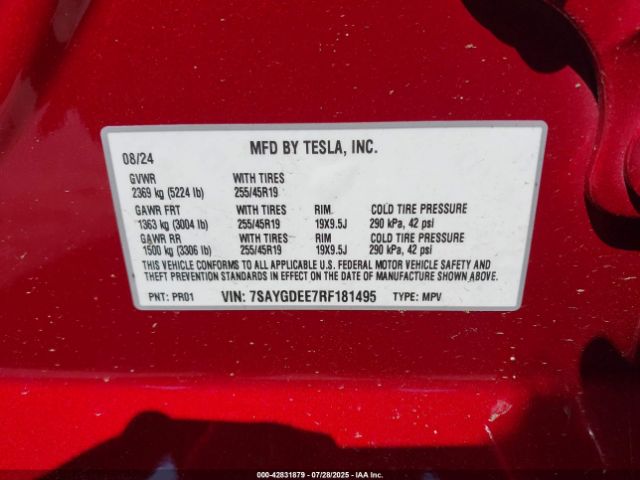 08/24 MFD BY TESLA, INC.
GVWR WITH TIRES
2369 kg (5224 lb) 255/45R19
GAWR FRT WITH TIRES RIM COLD TIRE PRESSURE
1363 kg (3004 lb) 255/45R19 19X9.5J 290 kPa, 42 psi
GAWR RR WITH TIRES RIM COLD TIRE PRESSURE
1500 kg (3306 lb) 255/45R19 19X9.5J 290 kPa, 42 psi
THIS VEHICLE CONFORMS TO ALL APPLICABLE U.S. FEDERAL MOTOR VEHICLE SAFETY AND
THEFT PREVENTION STANDARDS IN EFFECT ON THE DATE OF MANUFACTURE SHOWN ABOVE.
PNT: PR01 VIN: 7SAYGDEE7RF181495 TYPE: MPV
000-42831879 07/28/2025 IAAI.COM